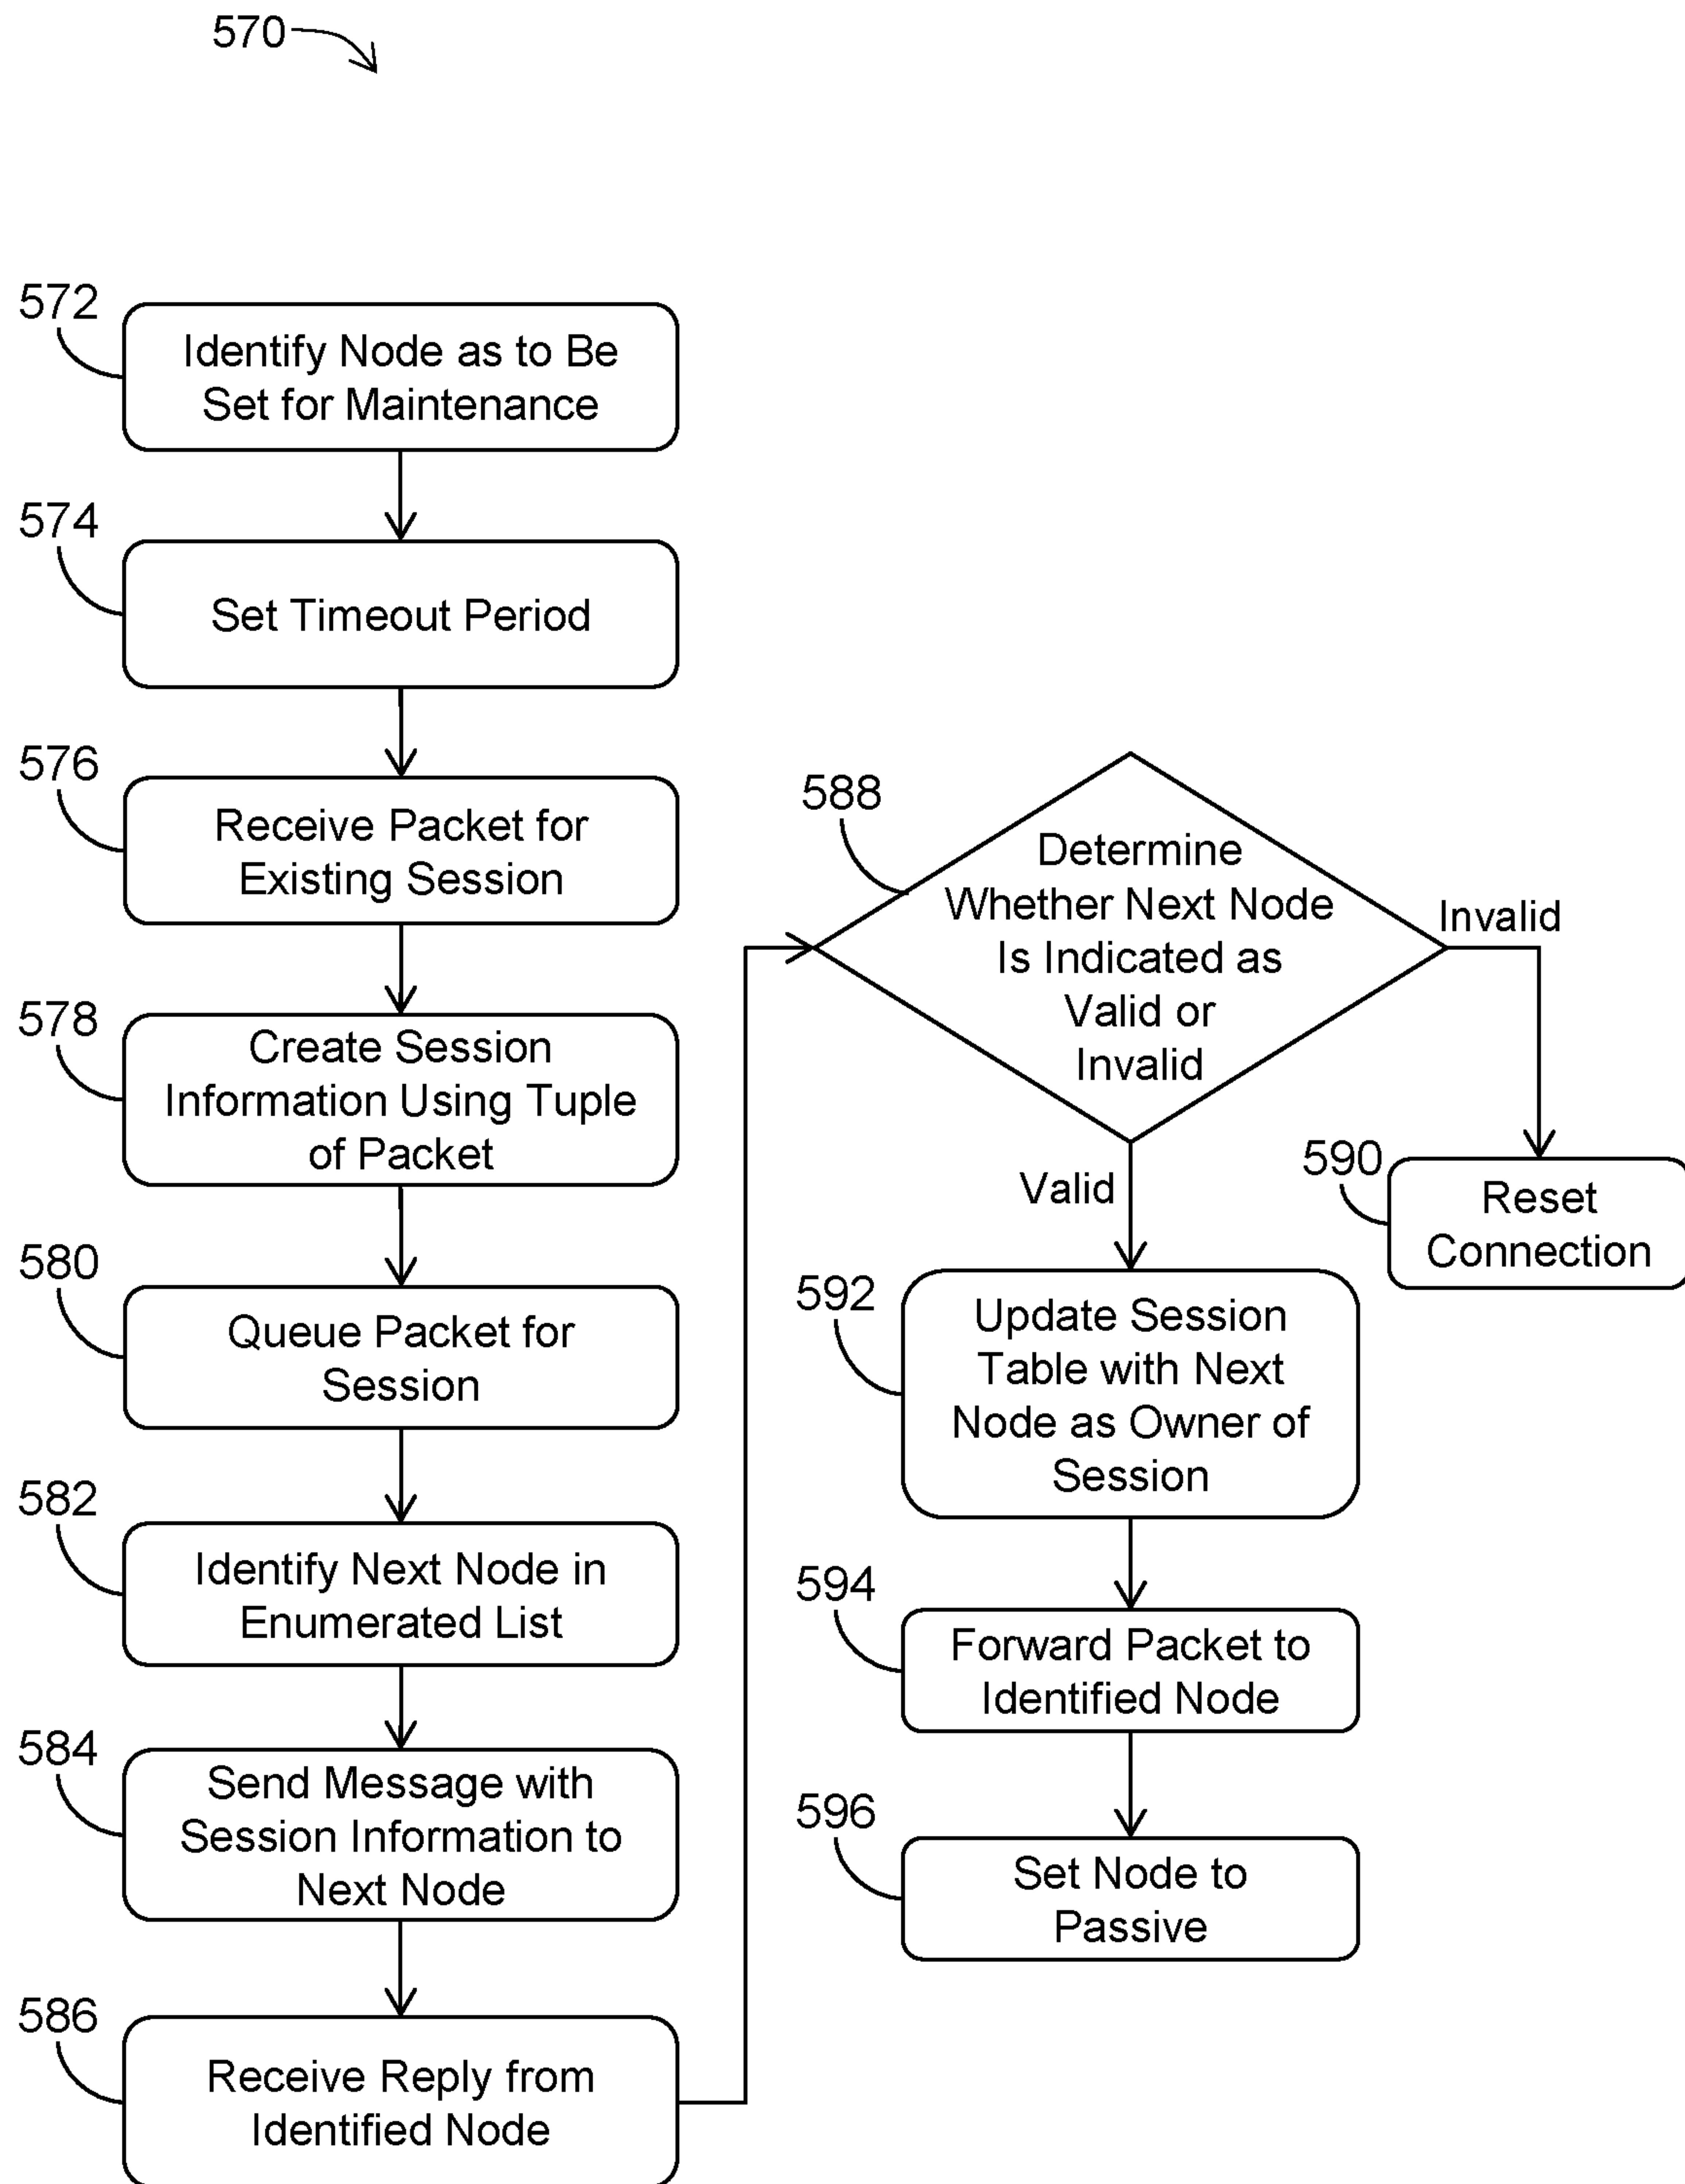 570
572
Identify Node as to Be
Set for Maintenance
574
Set Timeout Period
576
Receive Packet for
Existing Session
578
Create Session
Information Using Tuple
of Packet
580
Queue Packet for
Session
582
Identify Next Node in
Enumerated List
584
Send Message with
Session Information to
Next Node
586
Receive Reply from
Identified Node
588
Determine
Whether Next Node
Is Indicated as
Valid or
Invalid
Invalid
590
Reset
Connection
Valid
592
Update Session
Table with Next
Node as Owner of
Session
594
Forward Packet to
Identified Node
596
Set Node to
Passive